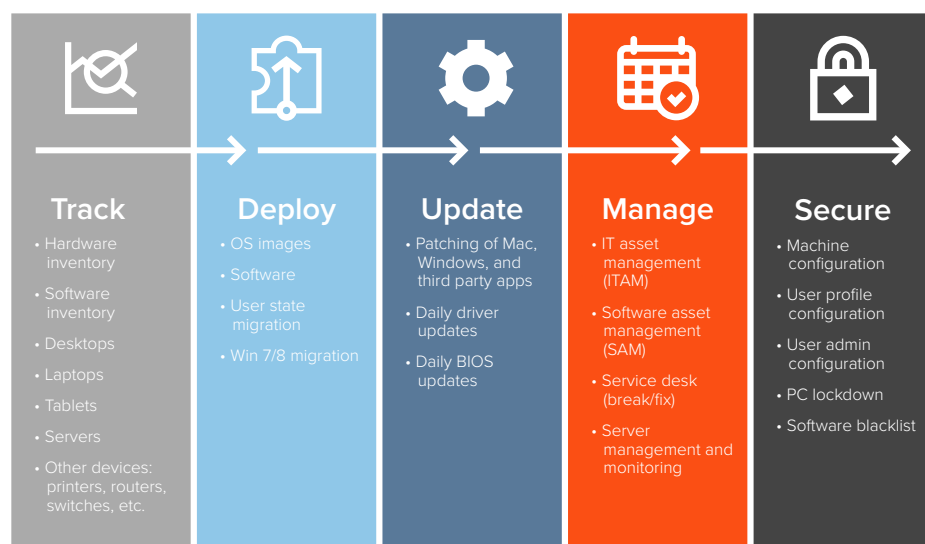 Track
• Hardware
inventory
• Software
inventory
• Desktops
• Laptops
• Tablets
• Servers
• Other devices:
printers, routers,
switches, etc.
Deploy
• OS images
• Software
• User state
migration
• Win 7/8 migration
Update
• Patching of Mac,
Windows, and
third party apps
• Daily driver
updates
• Daily BIOS
updates
Manage
• IT asset
management
(ITAM)
• Software asset
management
(SAM)
• Service desk
(break/fix)
• Server
management and
monitoring
Secure
• Machine
configuration
• User profile
configuration
• User admin
configuration
• PC lockdown
• Software blacklist